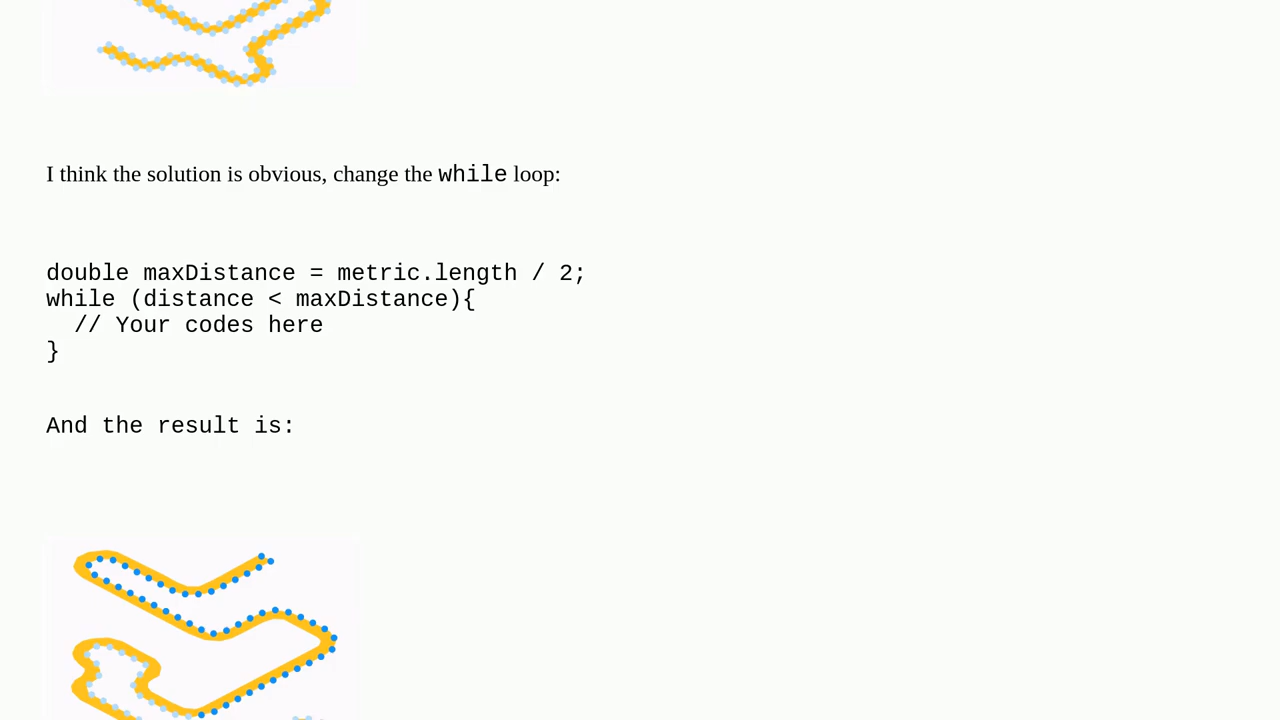 I think the solution is obvious, change the while loop:
double maxDistance = metric.length / 2;
while (distance < maxDistance){
  // Your codes here
}
And the result is: